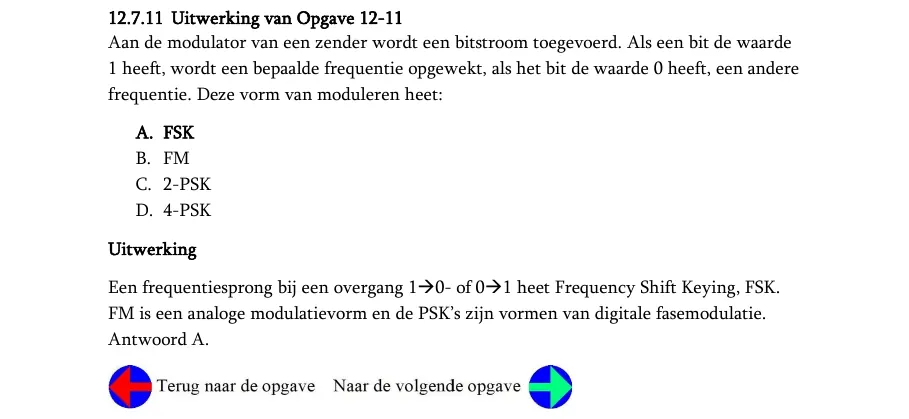 12.7.11 Uitwerking van Opgave 12-11
Aan de modulator van een zender wordt een bitstroom toegevoerd. Als een bit de waarde
1 heeft, wordt een bepaalde frequentie opgewekt, als het bit de waarde 0 heeft, een andere
frequentie. Deze vorm van moduleren heet:
A. FSK
B. FM
C. 2-PSK
D. 4-PSK
Uitwerking
Een frequentiesprong bij een overgang 1→0- of 0→1 heet Frequency Shift Keying, FSK.
FM is een analoge modulatievorm en de PSK’s zijn vormen van digitale fasemodulatie.
Antwoord A.
Terug naar de opgave Naar de volgende opgave